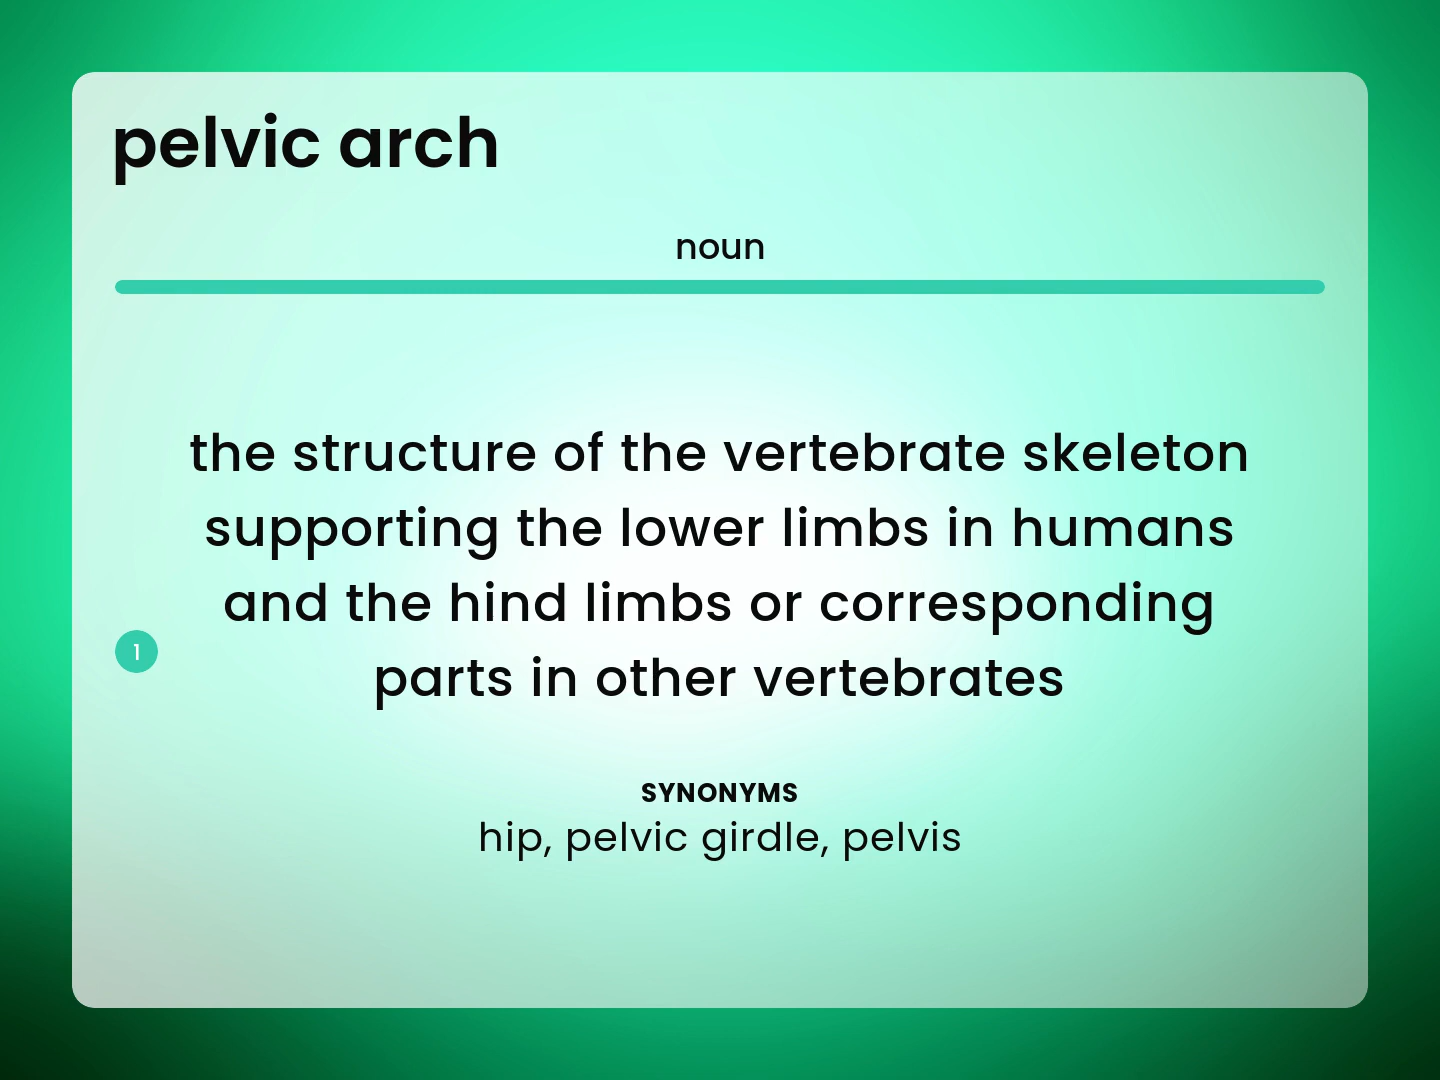 pelvic arch
noun
the structure of the vertebrate skeleton
supporting the lower limbs in humans
and the hind limbs or corresponding
1
parts in other vertebrates
SYNONYMS
hip, pelvic girdle, pelvis